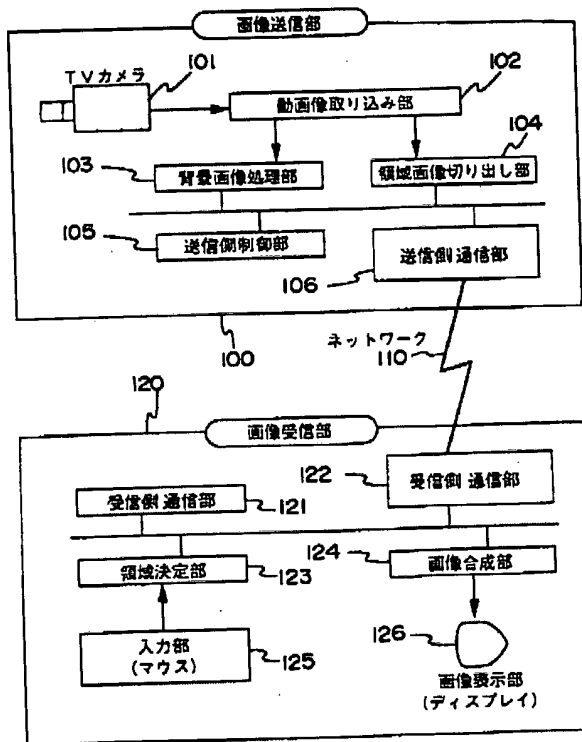 画像送信部
TVカメラ
101
102
動画像取り込み部
104
103
背景画像処理部
領域画像切り出し部
105
送信側制御部
送信側通信部
106
100
ネットワーク
110
120
画像受信部
122
受信側通信部
受信側通信部
121
124
領域決定部
123
画像合成部
入力部
(マウス)
125
126
画像表示部
(ディスプレイ)